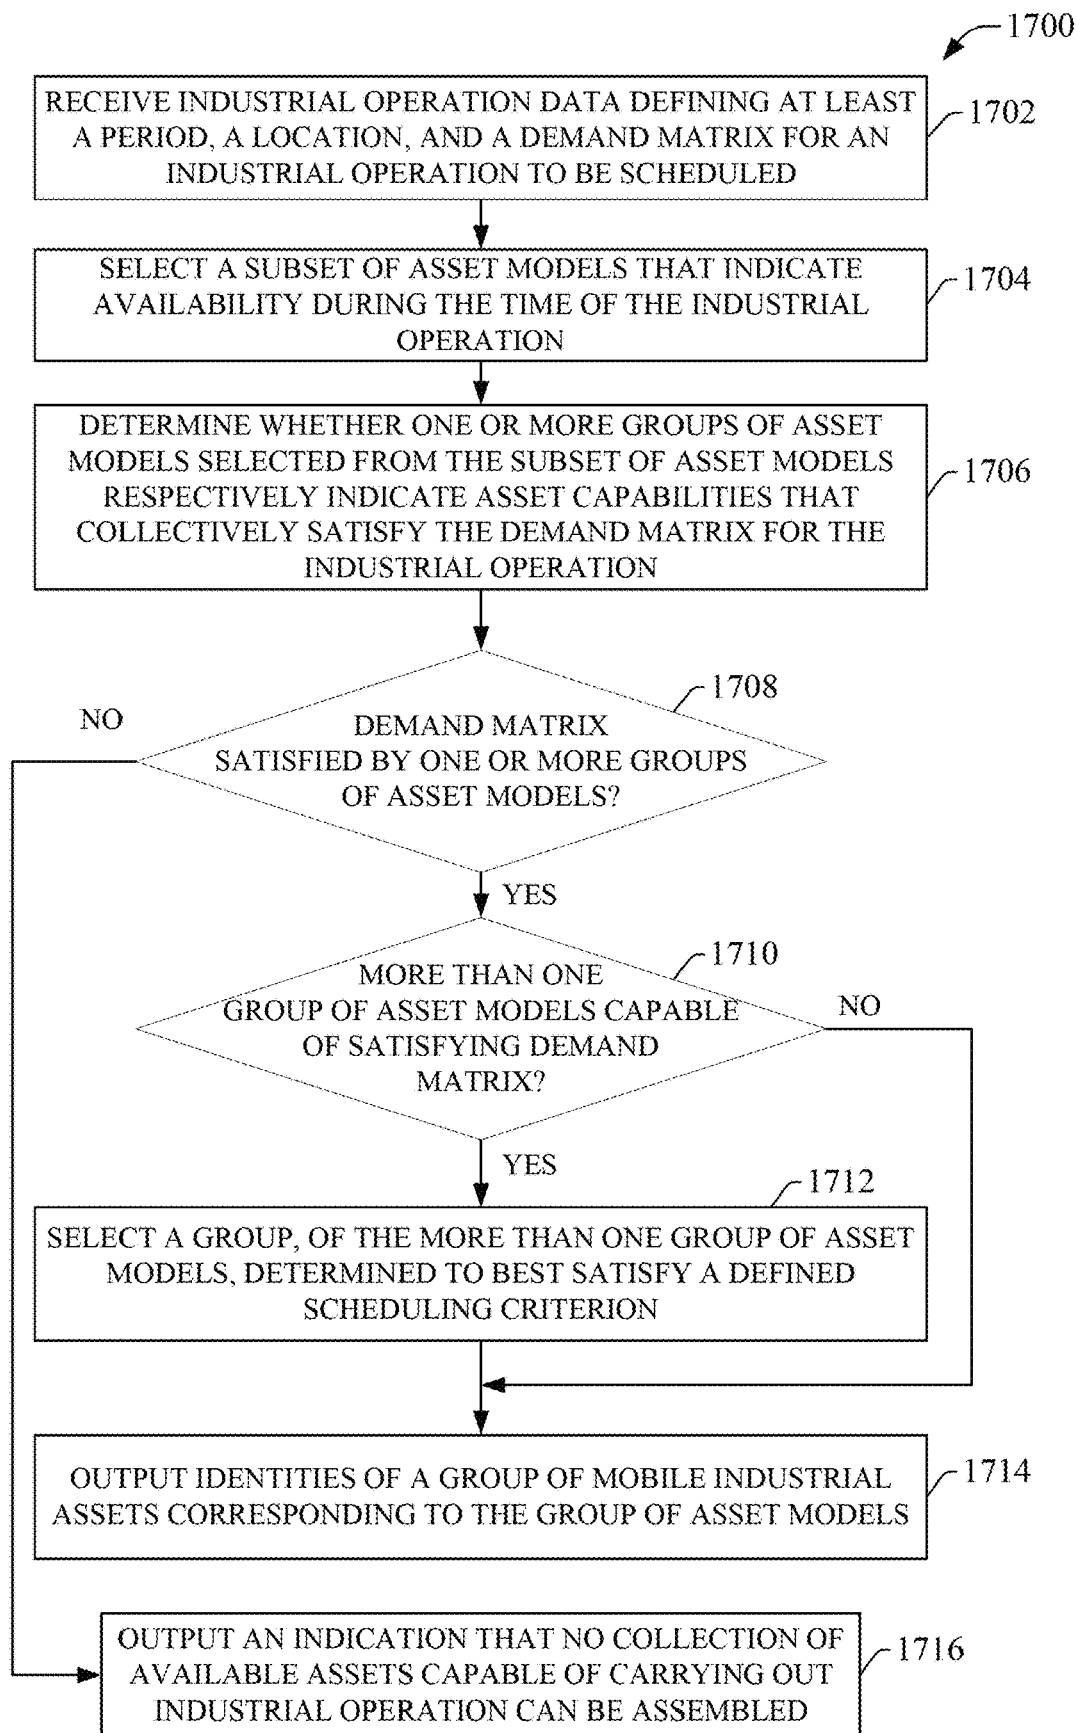 1700
RECEIVE INDUSTRIAL OPERATION DATA DEFINING AT LEAST
A PERIOD, A LOCATION, AND A DEMAND MATRIX FOR AN
INDUSTRIAL OPERATION TO BE SCHEDULED
1702
SELECT A SUBSET OF ASSET MODELS THAT INDICATE
AVAILABILITY DURING THE TIME OF THE INDUSTRIAL
OPERATION
1704
DETERMINE WHETHER ONE OR MORE GROUPS OF ASSET
MODELS SELECTED FROM THE SUBSET OF ASSET MODELS
RESPECTIVELY INDICATE ASSET CAPABILITIES THAT
COLLECTIVELY SATISFY THE DEMAND MATRIX FOR THE
INDUSTRIAL OPERATION
1706
1708
NO
DEMAND MATRIX
SATISFIED BY ONE OR MORE GROUPS
OF ASSET MODELS?
YES
1710
MORE THAN ONE
GROUP OF ASSET MODELS CAPABLE
OF SATISFYING DEMAND
MATRIX?
NO
YES
1712
SELECT A GROUP, OF THE MORE THAN ONE GROUP OF ASSET
MODELS, DETERMINED TO BEST SATISFY A DEFINED
SCHEDULING CRITERION
OUTPUT IDENTITIES OF A GROUP OF MOBILE INDUSTRIAL
ASSETS CORRESPONDING TO THE GROUP OF ASSET MODELS
1714
OUTPUT AN INDICATION THAT NO COLLECTION OF
AVAILABLE ASSETS CAPABLE OF CARRYING OUT
INDUSTRIAL OPERATION CAN BE ASSEMBLED
1716